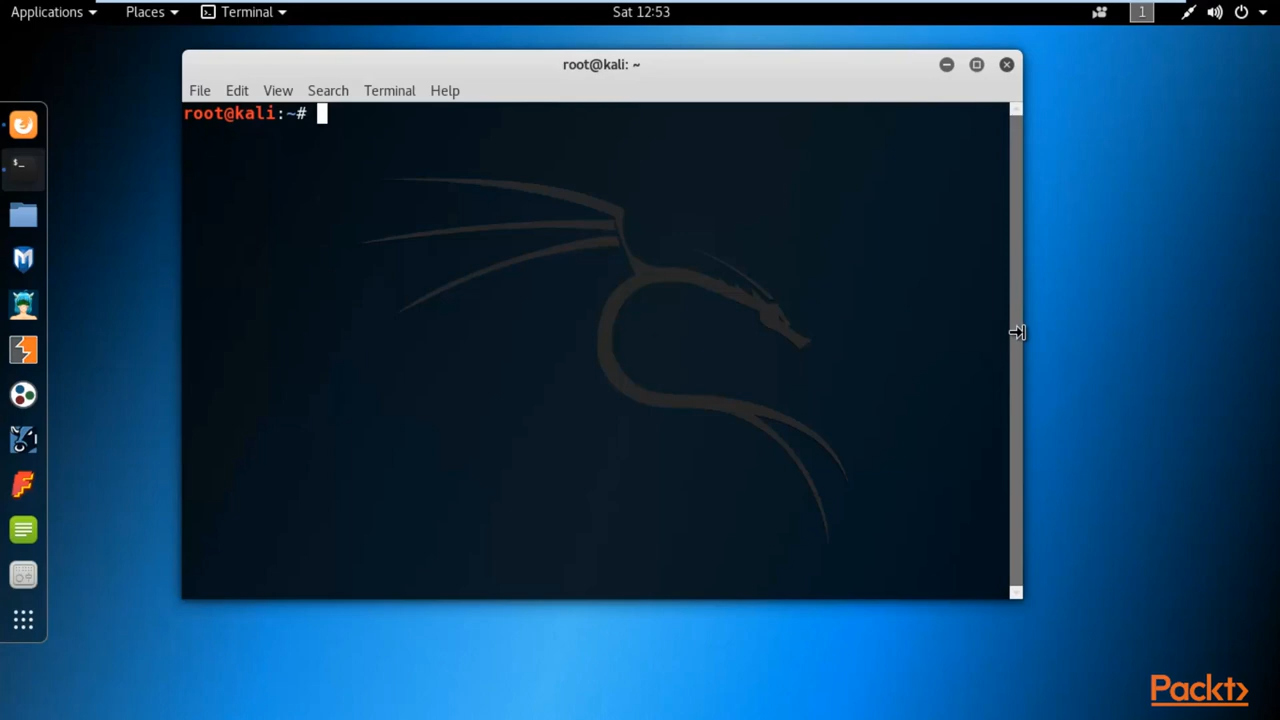 Applications Places Terminal Sat 12:53 1
root@kali: ~
File Edit View Search Terminal Help
root@kali:~#
$_
M
F
Packt>